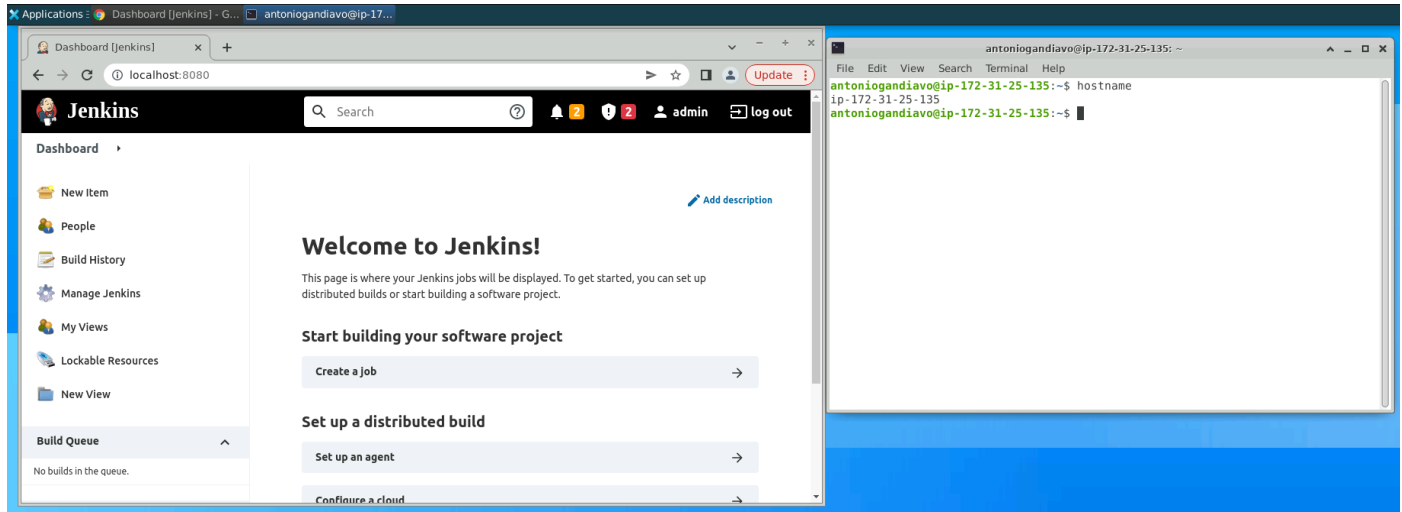 Applications
Dashboard [Jenkins] - G...
antoniogandiavo@ip-17...
Dashboard [Jenkins]
localhost:8080
Update
Jenkins
Search
2
2
admin
log out
Dashboard
New Item
People
Build History
Manage Jenkins
My Views
Lockable Resources
New View
Build Queue
No builds in the queue.
Add description
Welcome to Jenkins!
This page is where your Jenkins jobs will be displayed. To get started, you can set up
distributed builds or start building a software project.
Start building your software project
Create a job
Set up a distributed build
Set up an agent
Configure a cloud
antoniogandiavo@ip-172-31-25-135: ~
File Edit View Search Terminal Help
antoniogandiavo@ip-172-31-25-135:~$ hostname
ip-172-31-25-135
antoniogandiavo@ip-172-31-25-135:~$